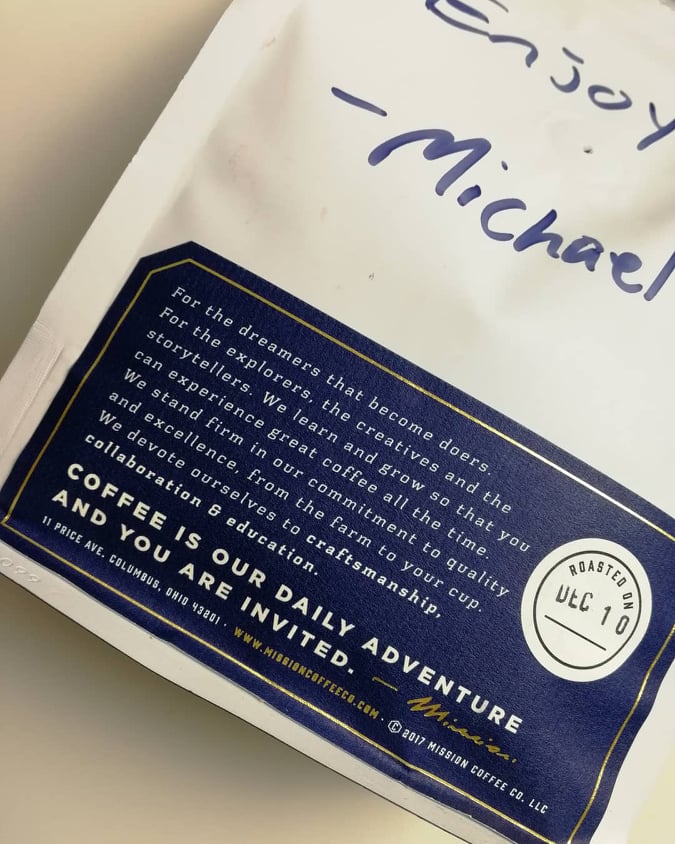 Enjoy
- Michael
For the dreamers that become doers.
For the explorers, the creatives and the
storytellers. We learn and grow so that you
can experience great coffee all the time.
We stand firm in our commitment to quality
and excellence, from the farm to your cup.
We devote ourselves to craftsmanship,
collaboration & education.
COFFEE IS OUR DAILY ADVENTURE
AND YOU ARE INVITED. — Mission.
11 PRICE AVE. COLUMBUS, OHIO 43201 · WWW.MISSIONCOFFEECO.COM · © 2017 MISSION COFFEE CO. LLC
ROASTED ON
DEC 10